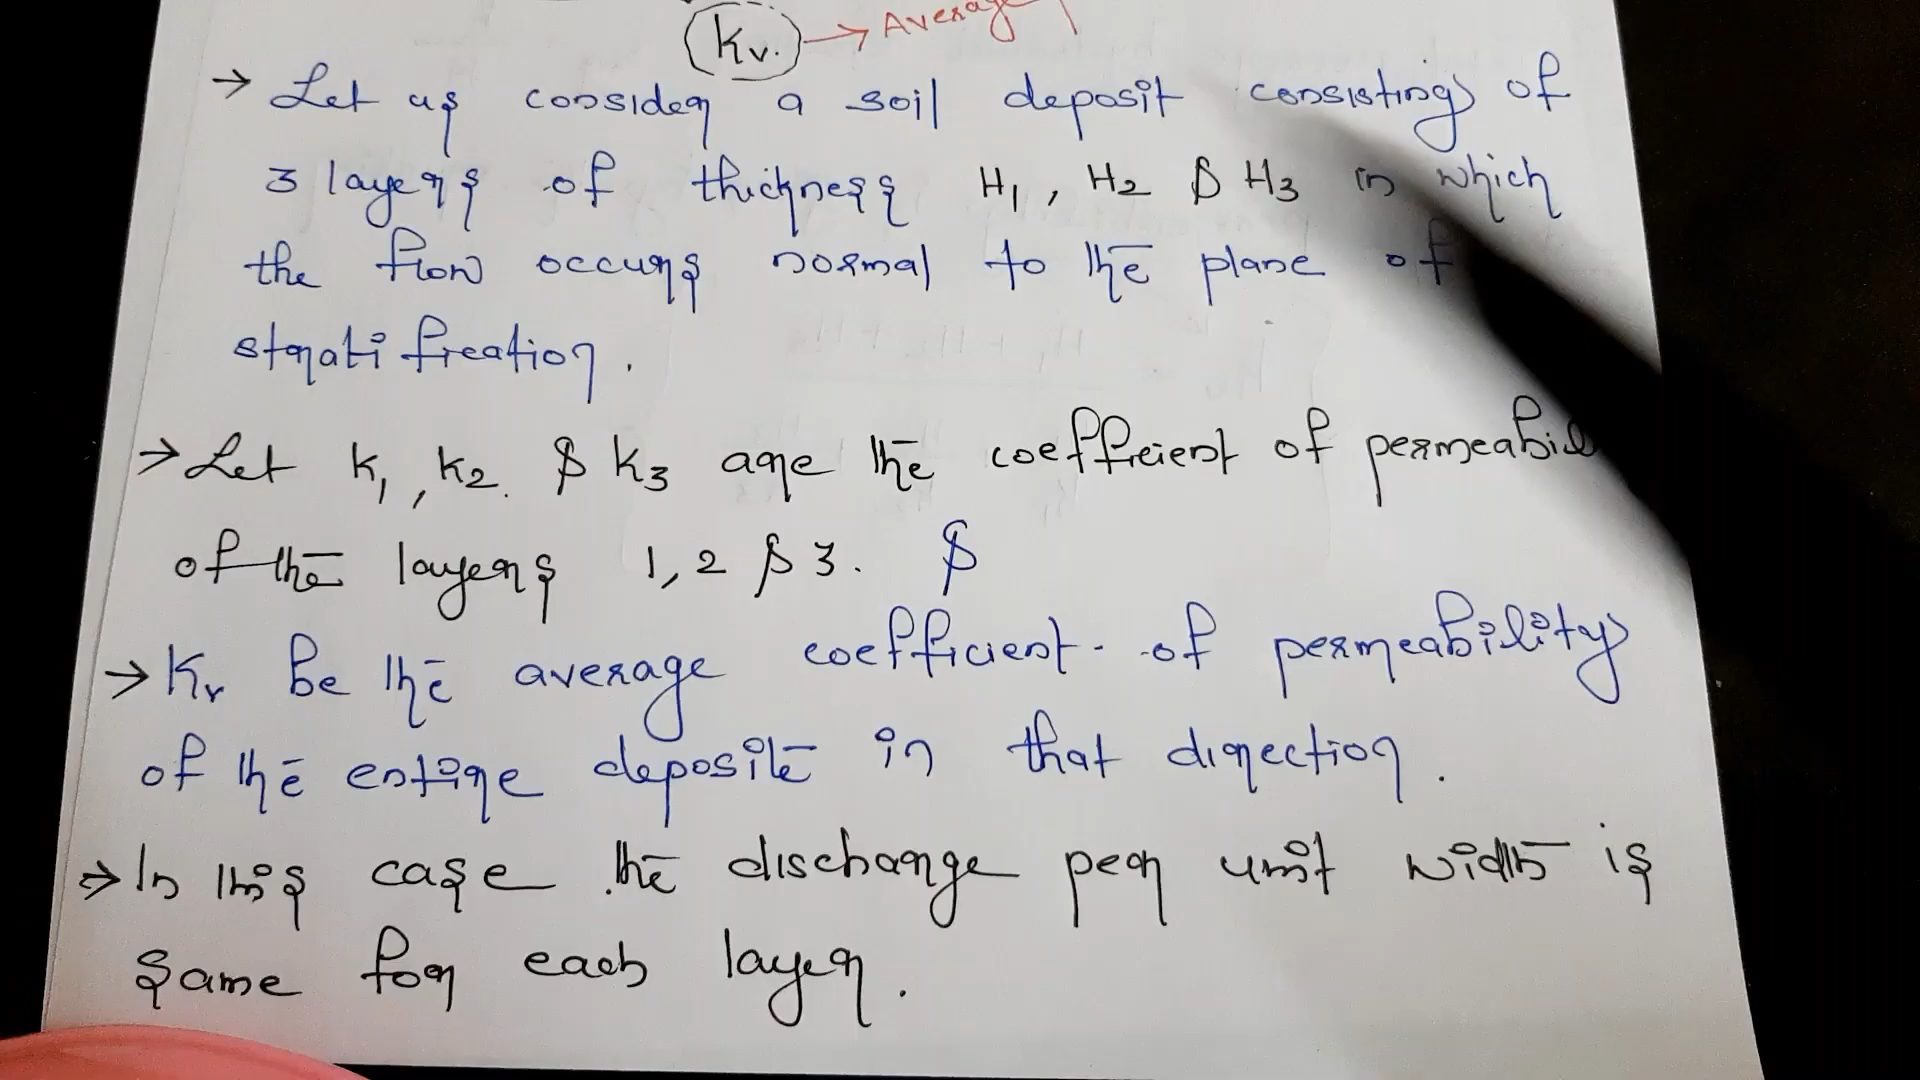 Kv. → Average
→ Let us consider a soil deposit consisting of
3 layers of thickness H1, H2 & H3 in which
the flow occurs normal to the plane of
stratification.
→ Let K1, K2. & K3 are the coefficient of permeabil
of the layers 1, 2 & 3. &
→ Kv Be the average coefficient of permeability
of the entire deposite in that direction.
→ In this case the discharge per unit width is
same for each layer.